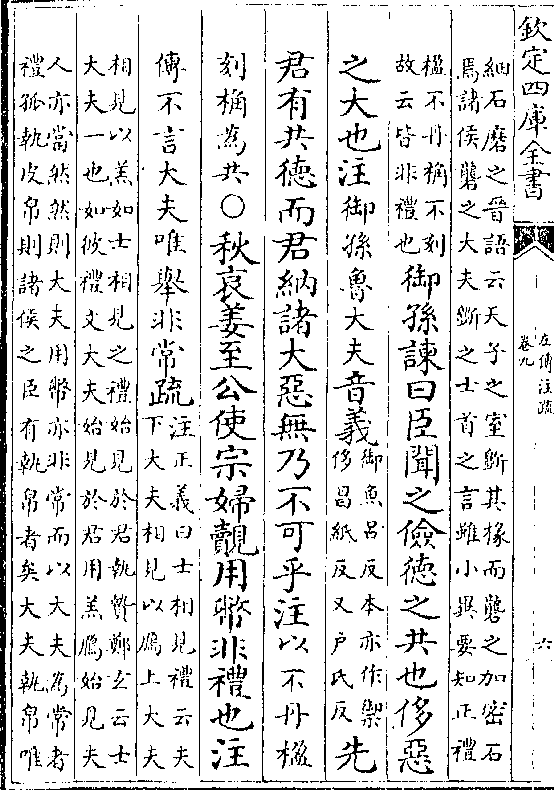 欽定四庫全書
左傳注疏
卷九
六
細石磨之晉語云天子之室斲其椽而礱之加密石
焉諸侯礱之大夫斲之士首之言雖小異要知正禮
楹不丹桷不刻
故云皆非禮也
御孫諫曰臣聞之儉德之共也侈惡
之大也注
御孫魯大夫
音義
御魚呂反本亦作禦
侈昌紙反又户氏反
先
君有共德而君納諸大惡無乃不可乎注
以不丹楹
刻桷為共
○秋哀姜至公使宗婦覿用幣非禮也注
傳不言大夫唯舉非常
疏
注正義曰士相見禮云夫
下大夫相見以鴈上大夫
相見以羔如士相見之禮始見於君執贄鄭玄云士
大夫一也如彼禮文大夫始見於君用羔鴈始見夫
人亦當然然則大夫用幣亦非常而以大夫為常者
禮孤執皮帛則諸侯之臣有執帛者矣大夫執帛唯